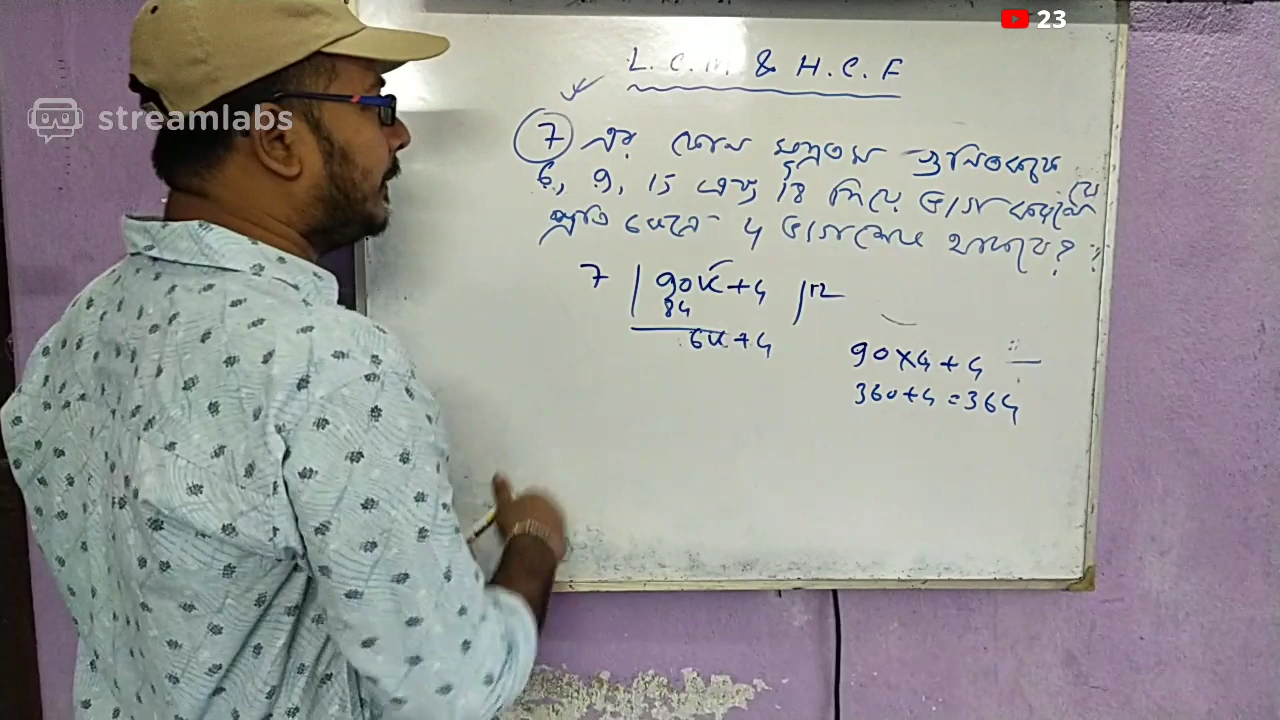 23
streamlabs
L.C.M. & H.C.F
7 এর কোন ক্ষুদ্রতম গুনিতককে
6, 9, 15 এবং 18 দিয়ে ভাগ করলে
প্রতি ক্ষেত্রে 4 ভাগশেষ থাকবে?
7 | 90K+4 | 12
84
6K+4
90×4+4
360+4=364